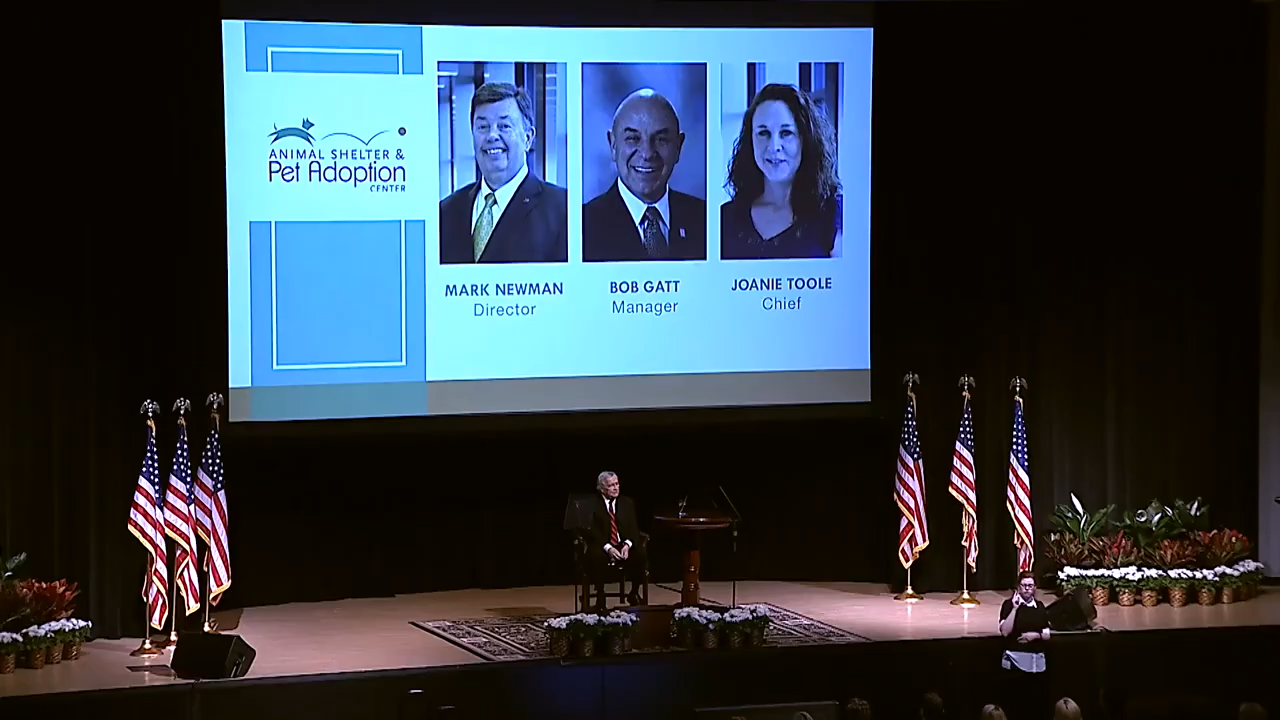 ANIMAL SHELTER &
Pet Adoption
CENTER
MARK NEWMAN
Director
BOB GATT
Manager
JOANIE TOOLE
Chief